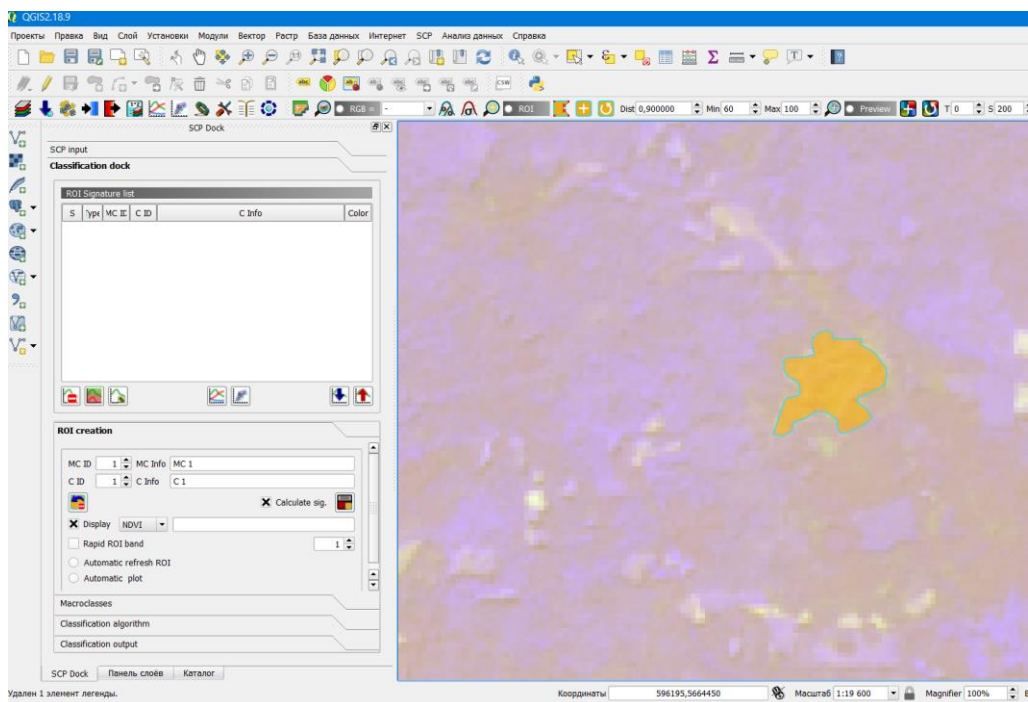 QGIS2.18.9
Проекты Правка Вид Слой Установки Модули Вектор Растр База данных Интернет SCP Анализ данных Справка
CSW
RGB = - ROI Dist 0,900000 Min 60 Max 100 Preview T 0 S 200
SCP Dock
SCP input
Classification dock
ROI Signature list
S Type MC ID C ID C Info Color
ROI creation
MC ID 1 MC Info MC 1
C ID 1 C Info C 1
Calculate sig.
Display NDVI
Rapid ROI band 1
Automatic refresh ROI
Automatic plot
Macroclasses
Classification algorithm
Classification output
SCP Dock Панель слоёв Каталог
Удален 1 элемент легенды. Координаты 596195,5664450 Масштаб 1:19 600 Magnifier 100%